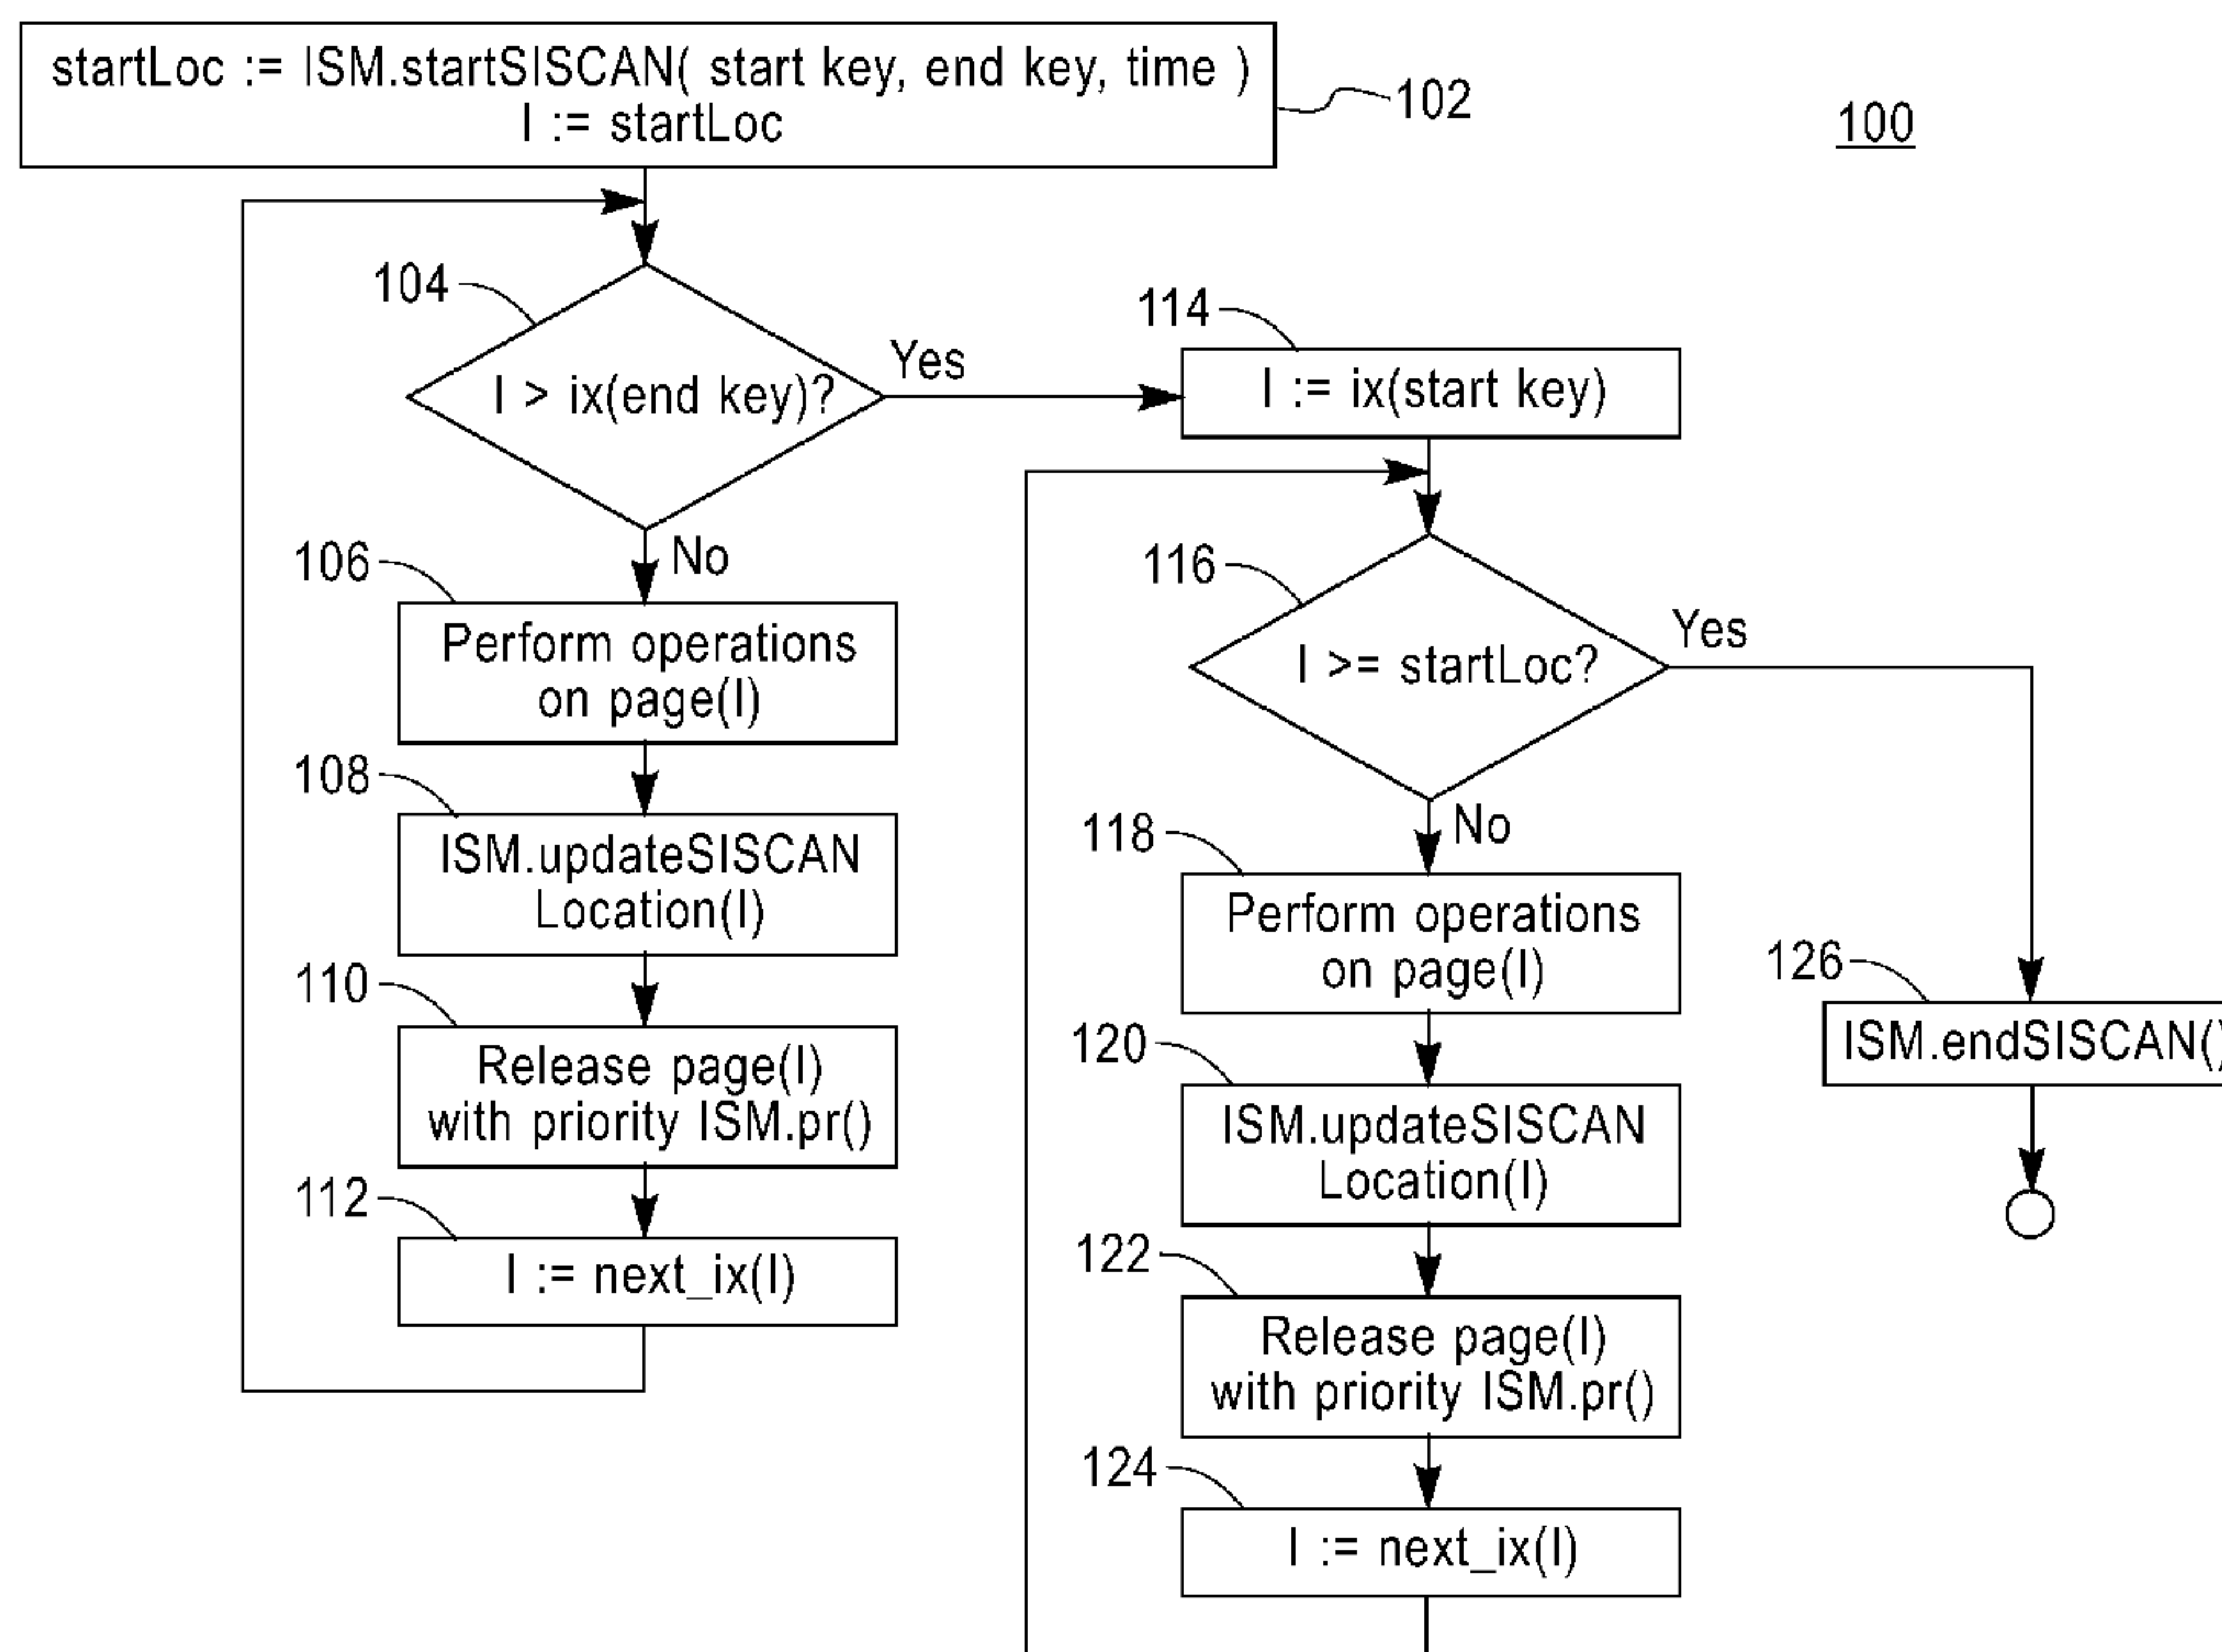 startLoc := ISM.startSISCAN( start key, end key, time )
I := startLoc
102
100
104
I > ix(end key)?
Yes
No
106
Perform operations
on page(I)
108
ISM.updateSISCAN
Location(I)
110
Release page(I)
with priority ISM.pr()
112
I := next_ix(I)
114
I := ix(start key)
116
I >= startLoc?
Yes
No
118
Perform operations
on page(I)
120
ISM.updateSISCAN
Location(I)
122
Release page(I)
with priority ISM.pr()
124
I := next_ix(I)
126
ISM.endSISCAN()